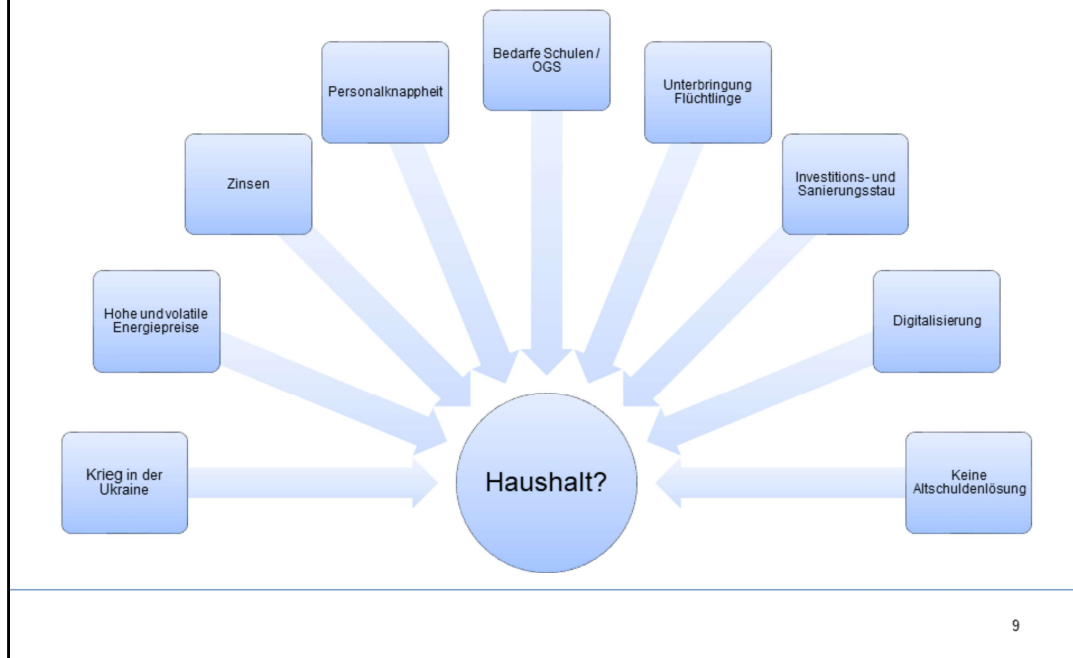 Bedarfe Schulen /
OGS
Personalknappheit
Unterbringung
Flüchtlinge
Zinsen
Investitions- und
Sanierungsstau
Hohe und volatile
Energiepreise
Digitalisierung
Krieg in der
Ukraine
Haushalt?
Keine
Altschuldenlösung
9